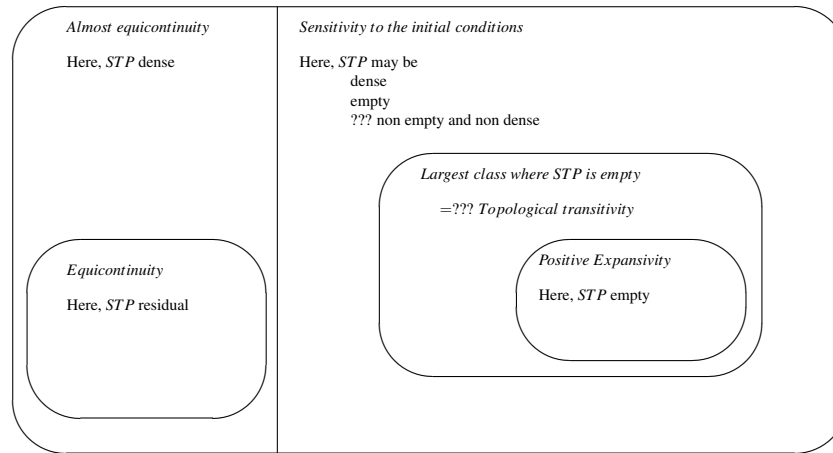 Almost equicontinuity
Here, STP dense
Sensitivity to the initial conditions
Here, STP may be
dense
empty
??? non empty and non dense
Largest class where STP is empty
=??? Topological transitivity
Equicontinuity
Here, STP residual
Positive Expansivity
Here, STP empty